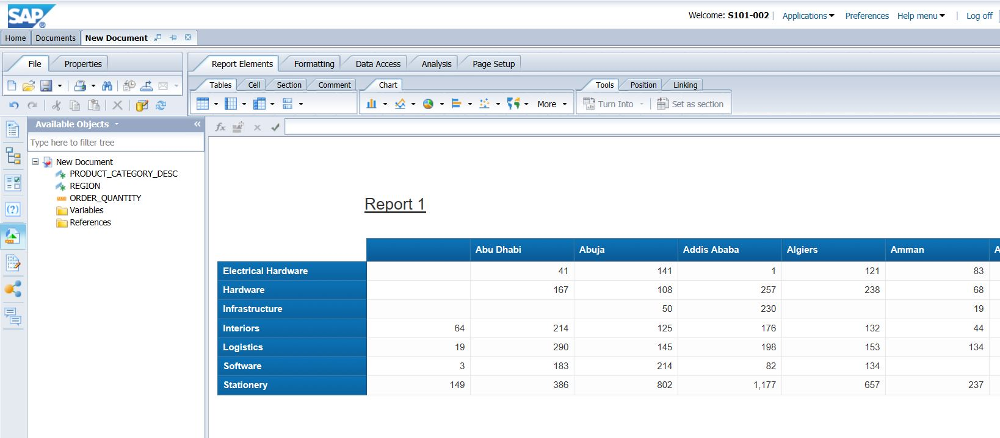 SAP®
Welcome: S101-002 | Applications Preferences Help menu | Log off
Home Documents New Document
File Properties
Report Elements Formatting Data Access Analysis Page Setup
Tables Cell Section Comment Chart Tools Position Linking
More Turn Into Set as section
Available Objects «
fx
Type here to filter tree
New Document
PRODUCT_CATEGORY_DESC
REGION
ORDER_QUANTITY
Variables
References
Report 1
Abu Dhabi Abuja Addis Ababa Algiers Amman
Electrical Hardware 41 141 1 121 83
Hardware 167 108 257 238 68
Infrastructure 50 230 19
Interiors 64 214 125 176 132 44
Logistics 19 290 145 198 153 134
Software 3 183 214 82 134
Stationery 149 386 802 1,177 657 237